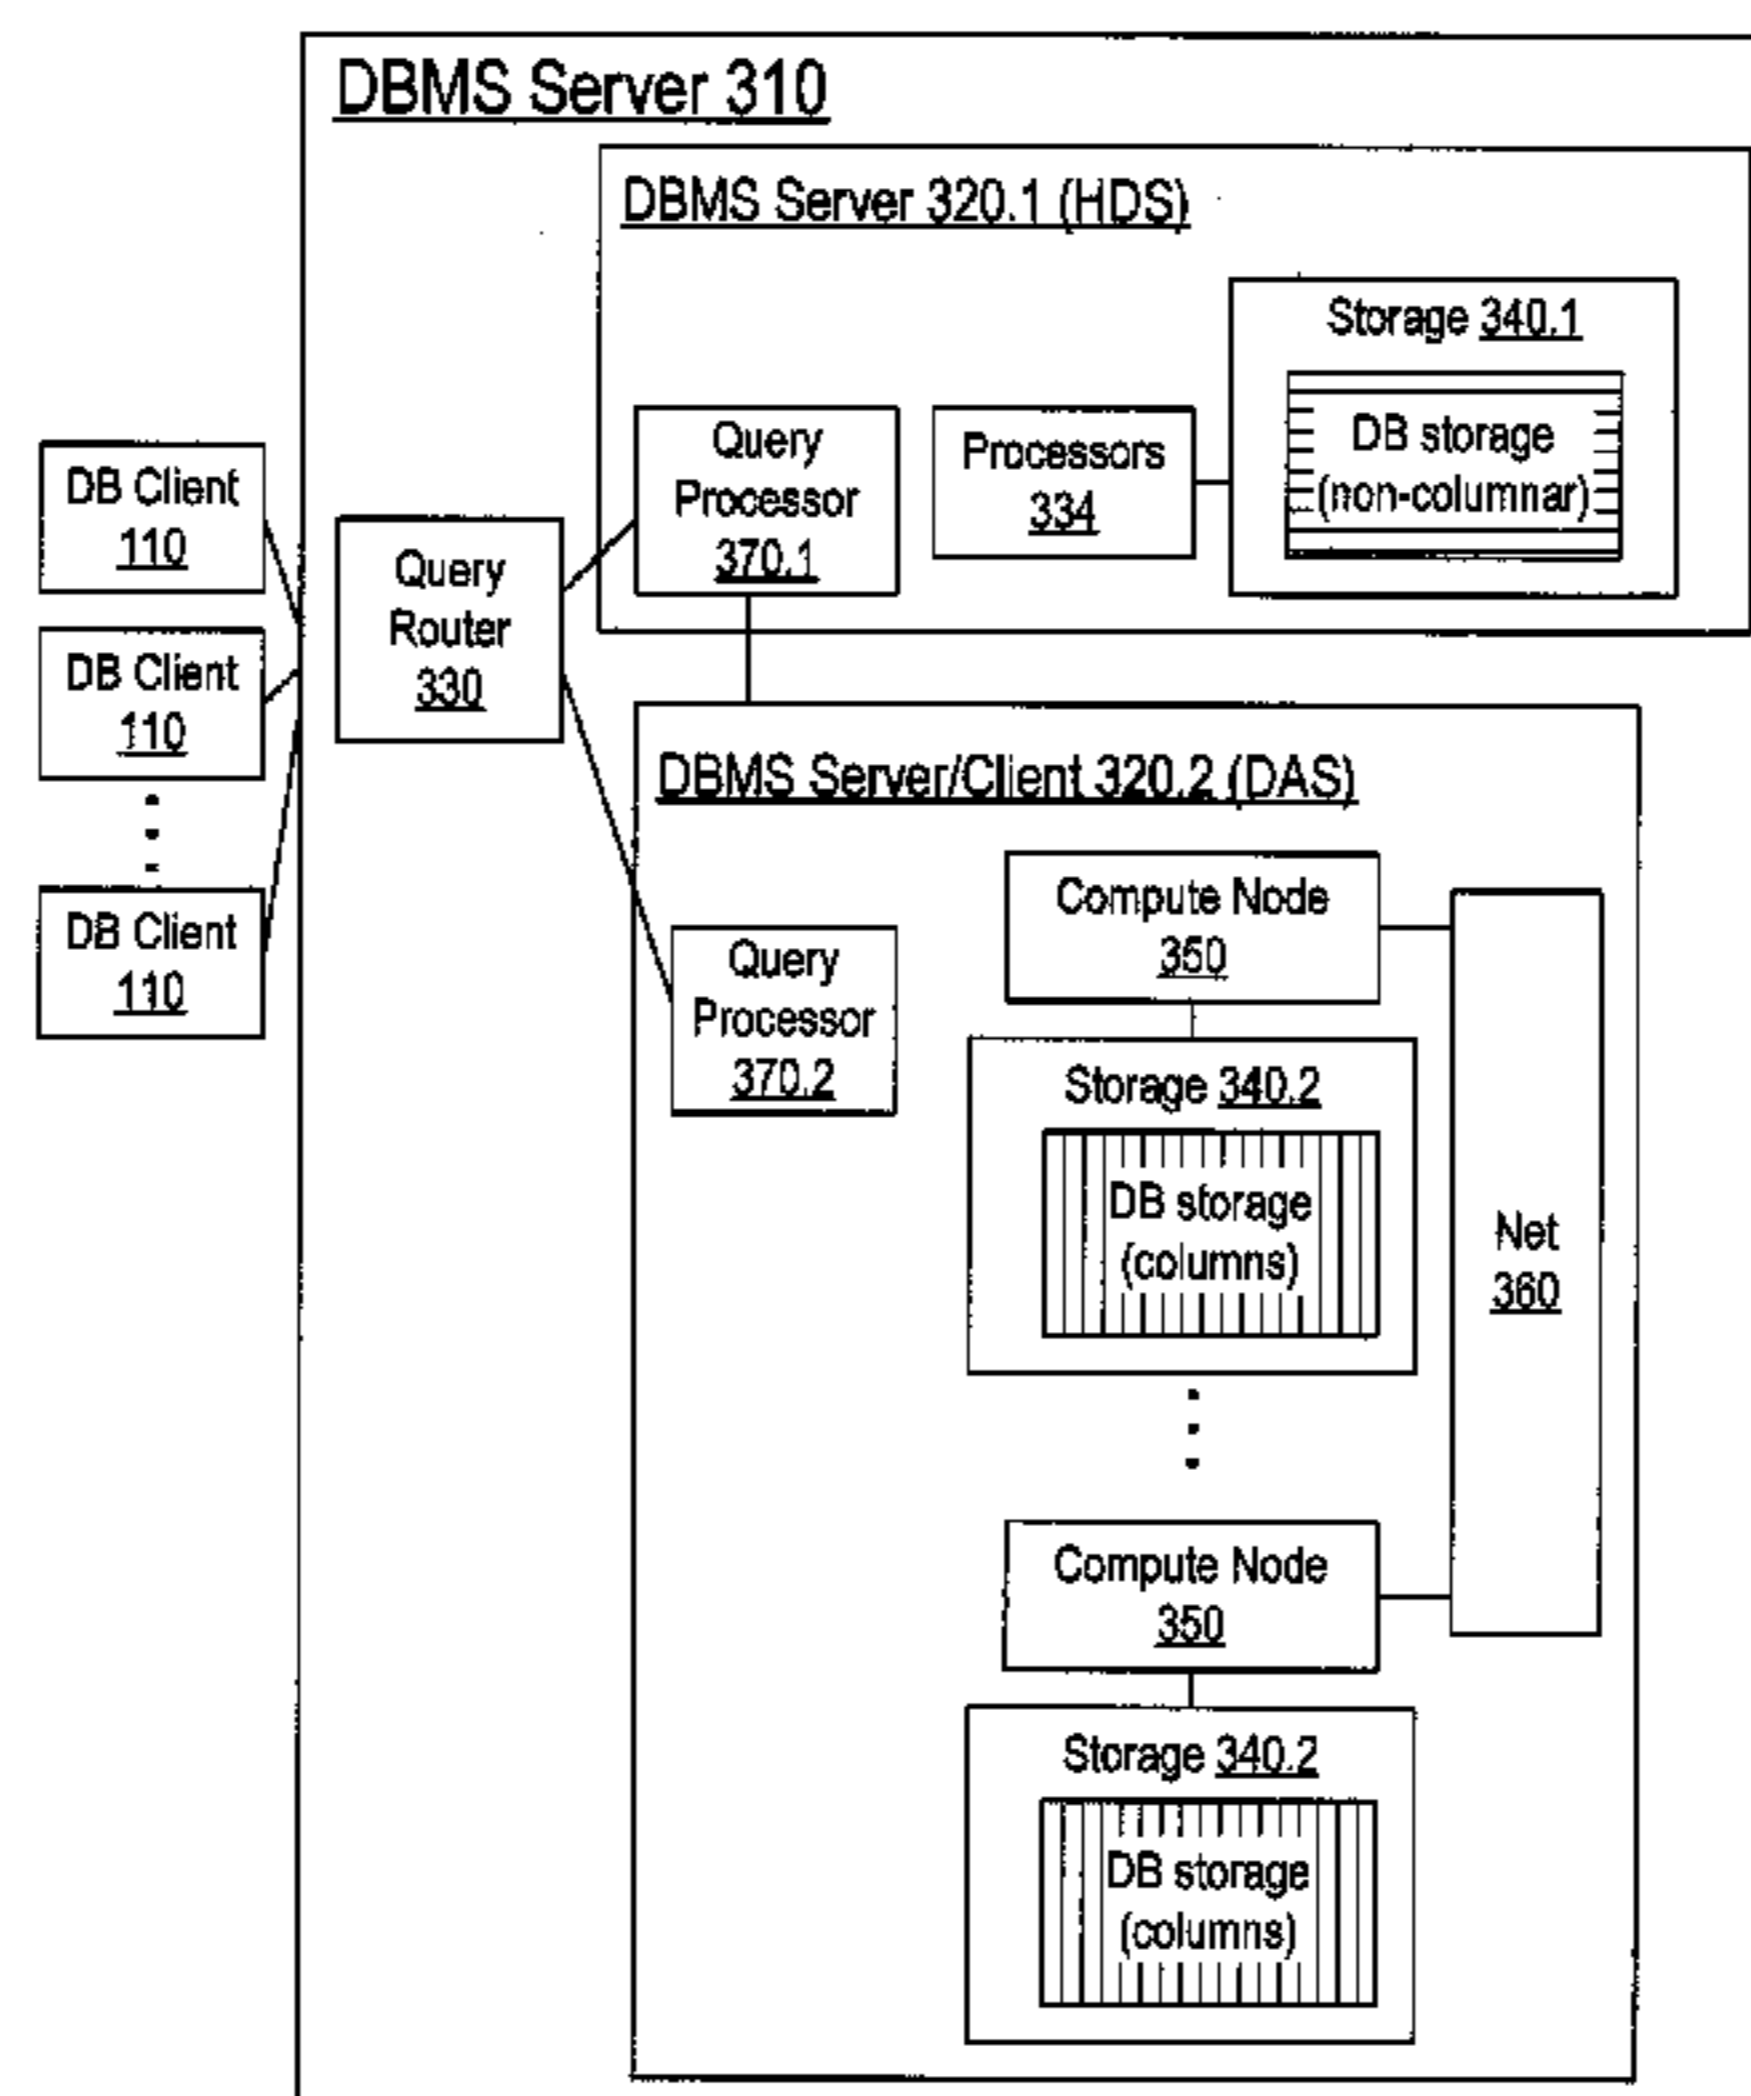 DBMS Server 310
DBMS Server 320.1 (HDS)
Storage 340.1
DB storage
(non-columnar)
Processors
334
Query
Processor
370.1
DB Client
110
DB Client
110
DB Client
110
Query
Router
330
DBMS Server/Client 320.2 (DAS)
Compute Node
350
Query
Processor
370.2
Storage 340.2
DB storage
(columns)
Net
360
Compute Node
350
Storage 340.2
DB storage
(columns)